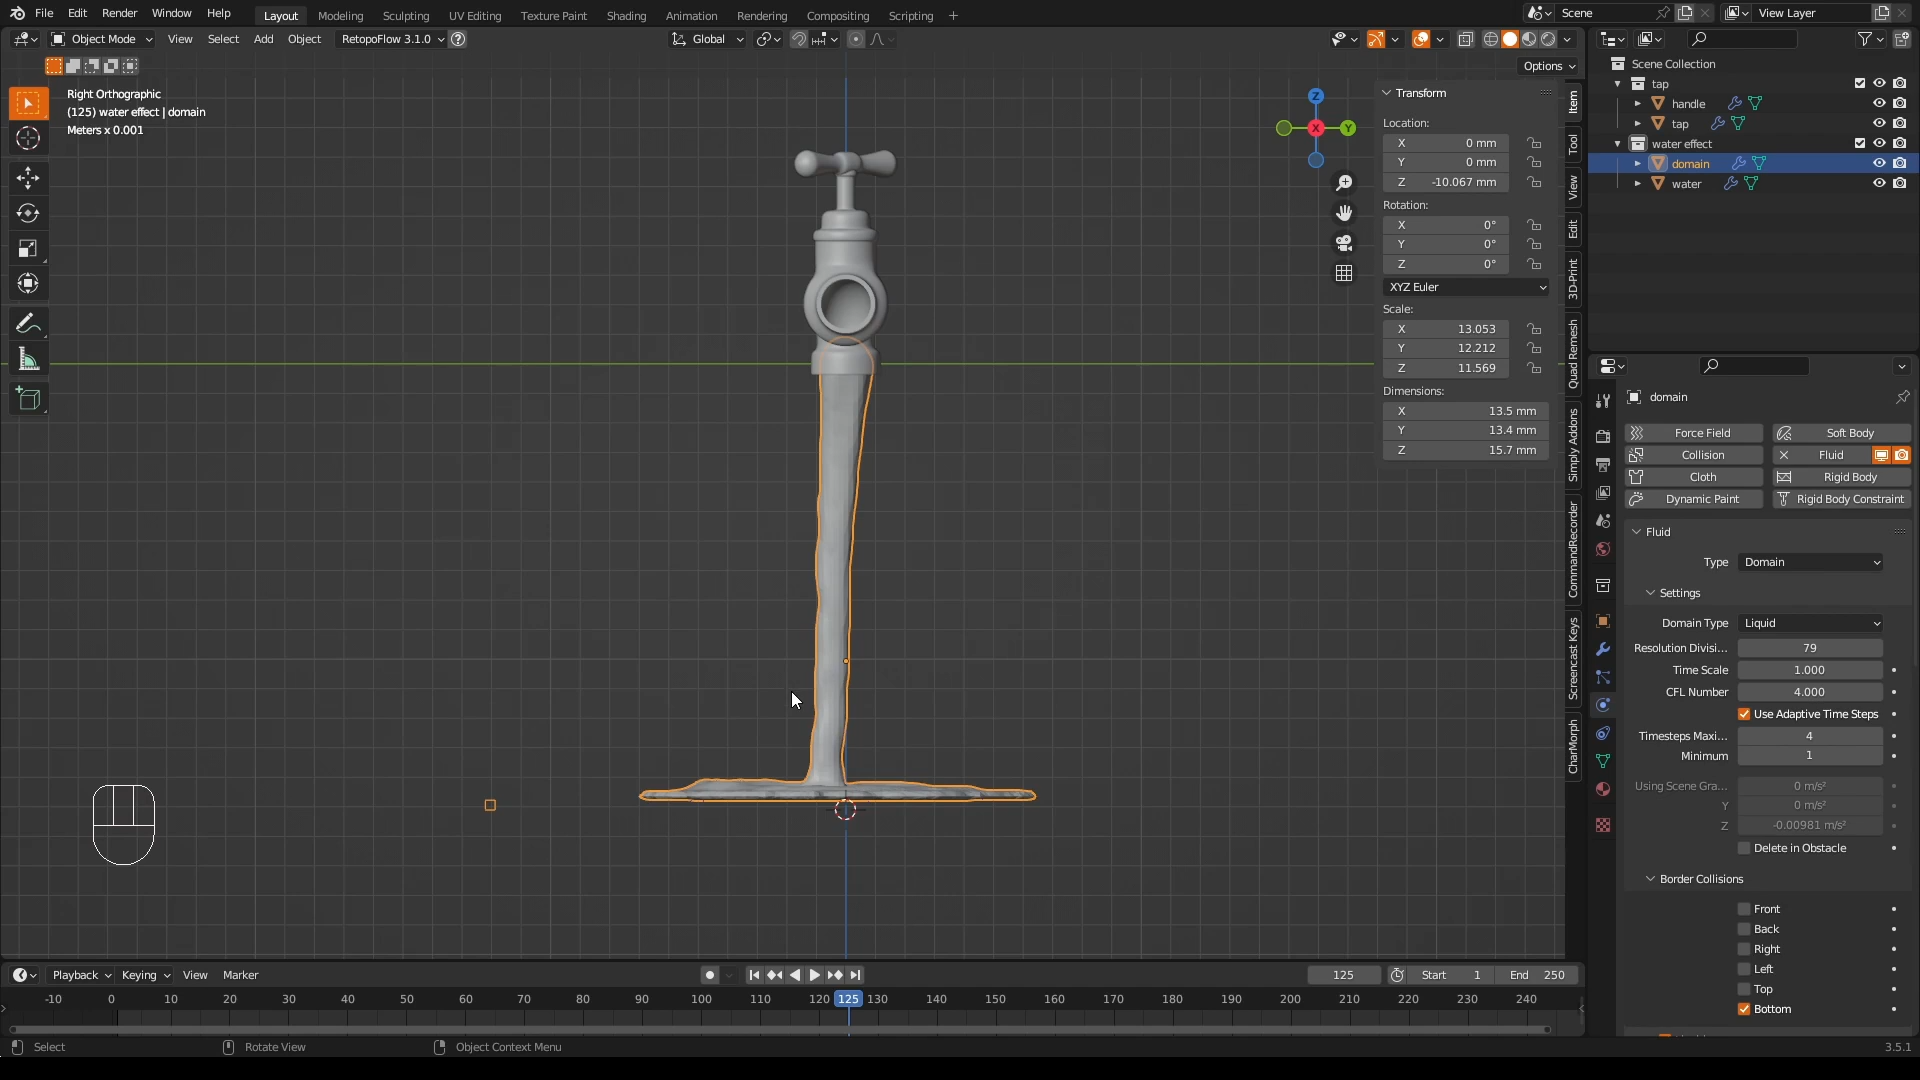 File Edit Render Window Help Layout Modeling Sculpting UV Editing Texture Paint Shading Animation Rendering Compositing Scripting Scene View Layer
Object Mode View Select Add Object RetopoFlow 3.1.0 Global
Options
Right Orthographic
(125) water effect | domain
Meters x 0.001
Z
Y
X
Transform
Location:
X 0 mm
Y 0 mm
Z -10.067 mm
Rotation:
X 0°
Y 0°
Z 0°
XYZ Euler
Scale:
X 13.053
Y 12.212
Z 11.569
Dimensions:
X 13.5 mm
Y 13.4 mm
Z 15.7 mm
Item
Tool
View
Edit
3D-Print
Quad Remesh
Simply Addons
CommandRecorder
Screencast Keys
CharMorph
Scene Collection
tap
handle
tap
water effect
domain
water
domain
Force Field Soft Body
Collision Fluid
Cloth Rigid Body
Dynamic Paint Rigid Body Constraint
Fluid
Type Domain
Settings
Domain Type Liquid
Resolution Divisi... 79
Time Scale 1.000
CFL Number 4.000
Use Adaptive Time Steps
Timesteps Maxi... 4
Minimum 1
Using Scene Gra... 0 m/s²
Y 0 m/s²
Z -0.00981 m/s²
Delete in Obstacle
Border Collisions
Front
Back
Right
Left
Top
Bottom
Playback Keying View Marker 125 Start 1 End 250
-10 0 10 20 30 40 50 60 70 80 90 100 110 120 125 130 140 150 160 170 180 190 200 210 220 230 240
Select Rotate View Object Context Menu 3.5.1